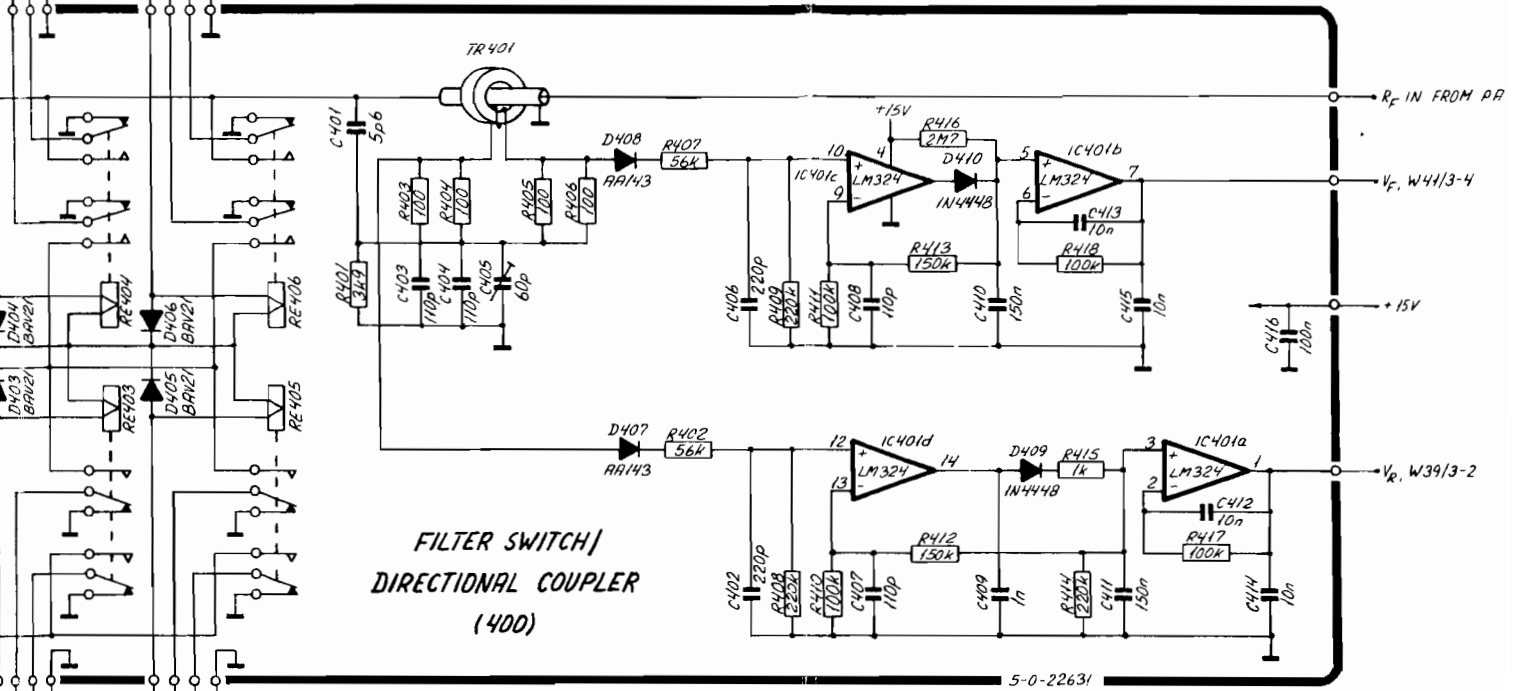 TR401
RF IN FROM PA
C401
5p6
+15V
R416
2M7
D408
AA143
R407
56k
10
4
IC401c
LM324
9
D410
1N4448
5
IC401b
LM324
6
7
VF, W41/3-4
R403
100
R404
100
R405
100
R406
100
C413
10n
R413
150k
R418
100k
R401
3k9
C403
110p
C404
110p
C405
60p
C406
220p
R409
220k
R411
100k
C408
110p
C410
150n
C415
10n
+15V
C416
100n
D404
BAV21
RE404
D406
BAV21
RE406
D403
BAV21
RE403
D405
BAV21
RE405
D407
AA143
R402
56k
12
IC401d
LM324
13
14
D409
1N4448
R415
1k
3
IC401a
LM324
2
1
VR, W39/3-2
C412
10n
R412
150k
R417
100k
FILTER SWITCH/
DIRECTIONAL COUPLER
(400)
C402
220p
R408
220k
R410
100k
C407
110p
C409
1n
R414
220k
C411
150n
C414
10n
5-0-22631